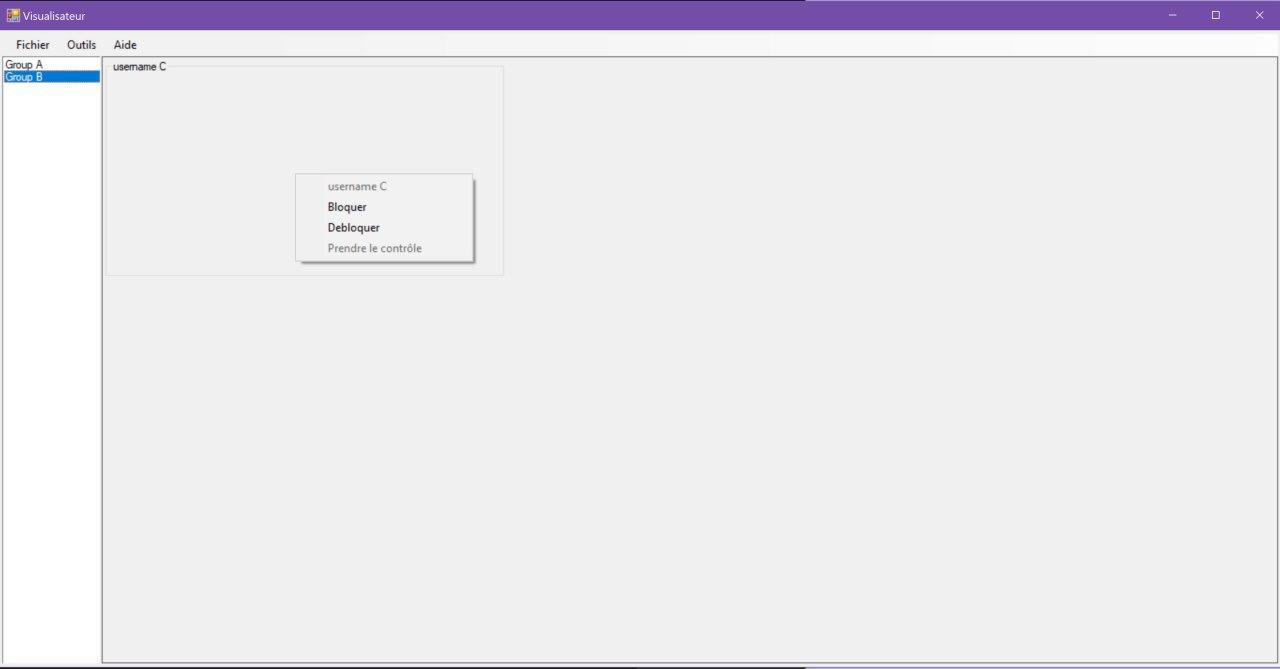 Visualisateur
Fichier Outils Aide
Group A
Group B
username C
username C
Bloquer
Debloquer
Prendre le contrôle